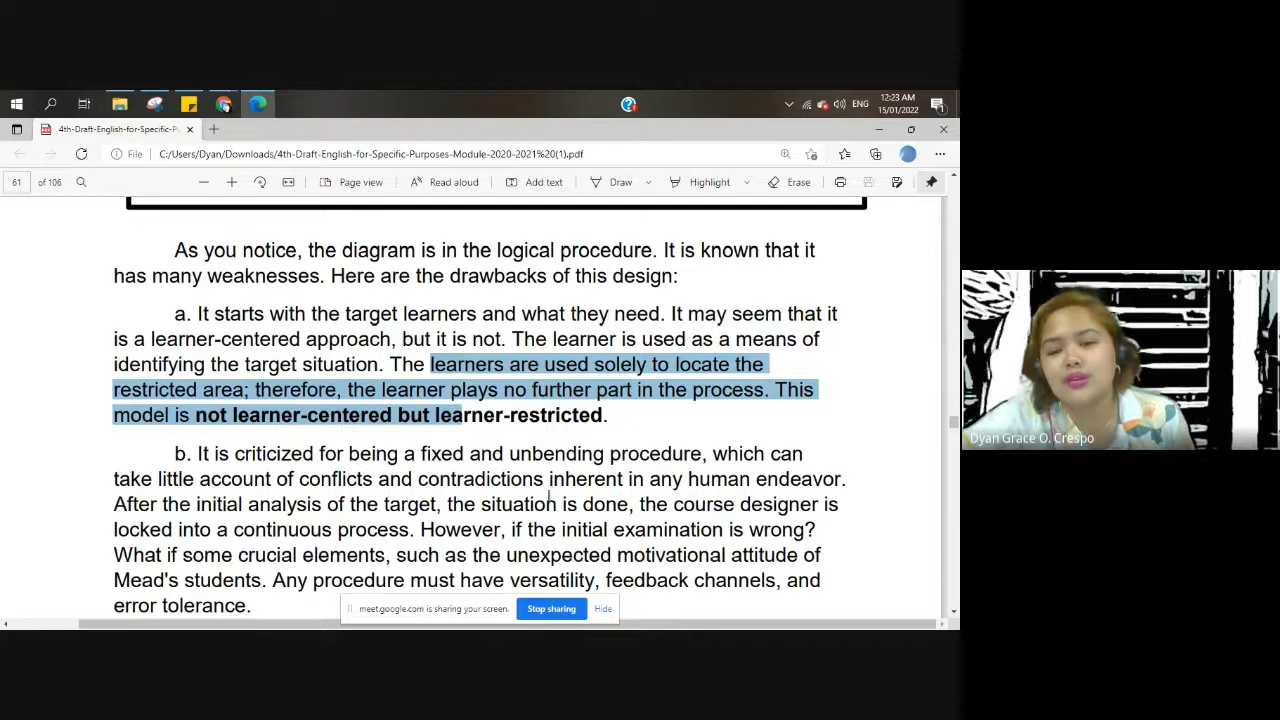 12:23 AM
ENG
15/01/2022
4th-Draft-English-for-Specific-Pu
File
C:/Users/Dyan/Downloads/4th-Draft-English-for-Specific-Purposes-Module-2020-2021%20(1).pdf
61 of 106
Page view
Read aloud
Add text
Draw
Highlight
Erase
As you notice, the diagram is in the logical procedure. It is known that it
has many weaknesses. Here are the drawbacks of this design:
a. It starts with the target learners and what they need. It may seem that it
is a learner-centered approach, but it is not. The learner is used as a means of
identifying the target situation. The learners are used solely to locate the
restricted area; therefore, the learner plays no further part in the process. This
model is not learner-centered but learner-restricted.
b. It is criticized for being a fixed and unbending procedure, which can
take little account of conflicts and contradictions inherent in any human endeavor.
After the initial analysis of the target, the situation is done, the course designer is
locked into a continuous process. However, if the initial examination is wrong?
What if some crucial elements, such as the unexpected motivational attitude of
Mead's students. Any procedure must have versatility, feedback channels, and
error tolerance.
meet.google.com is sharing your screen.
Stop sharing
Hide
Dyan Grace O. Crespo